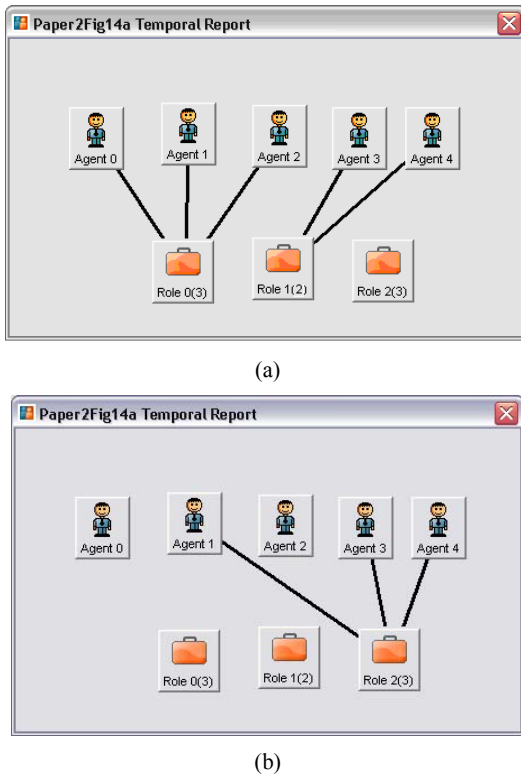 Paper2Fig14a Temporal Report
Agent 0 Agent 1 Agent 2 Agent 3 Agent 4
Role 0(3) Role 1(2) Role 2(3)
(a)
Paper2Fig14a Temporal Report
Agent 0 Agent 1 Agent 2 Agent 3 Agent 4
Role 0(3) Role 1(2) Role 2(3)
(b)